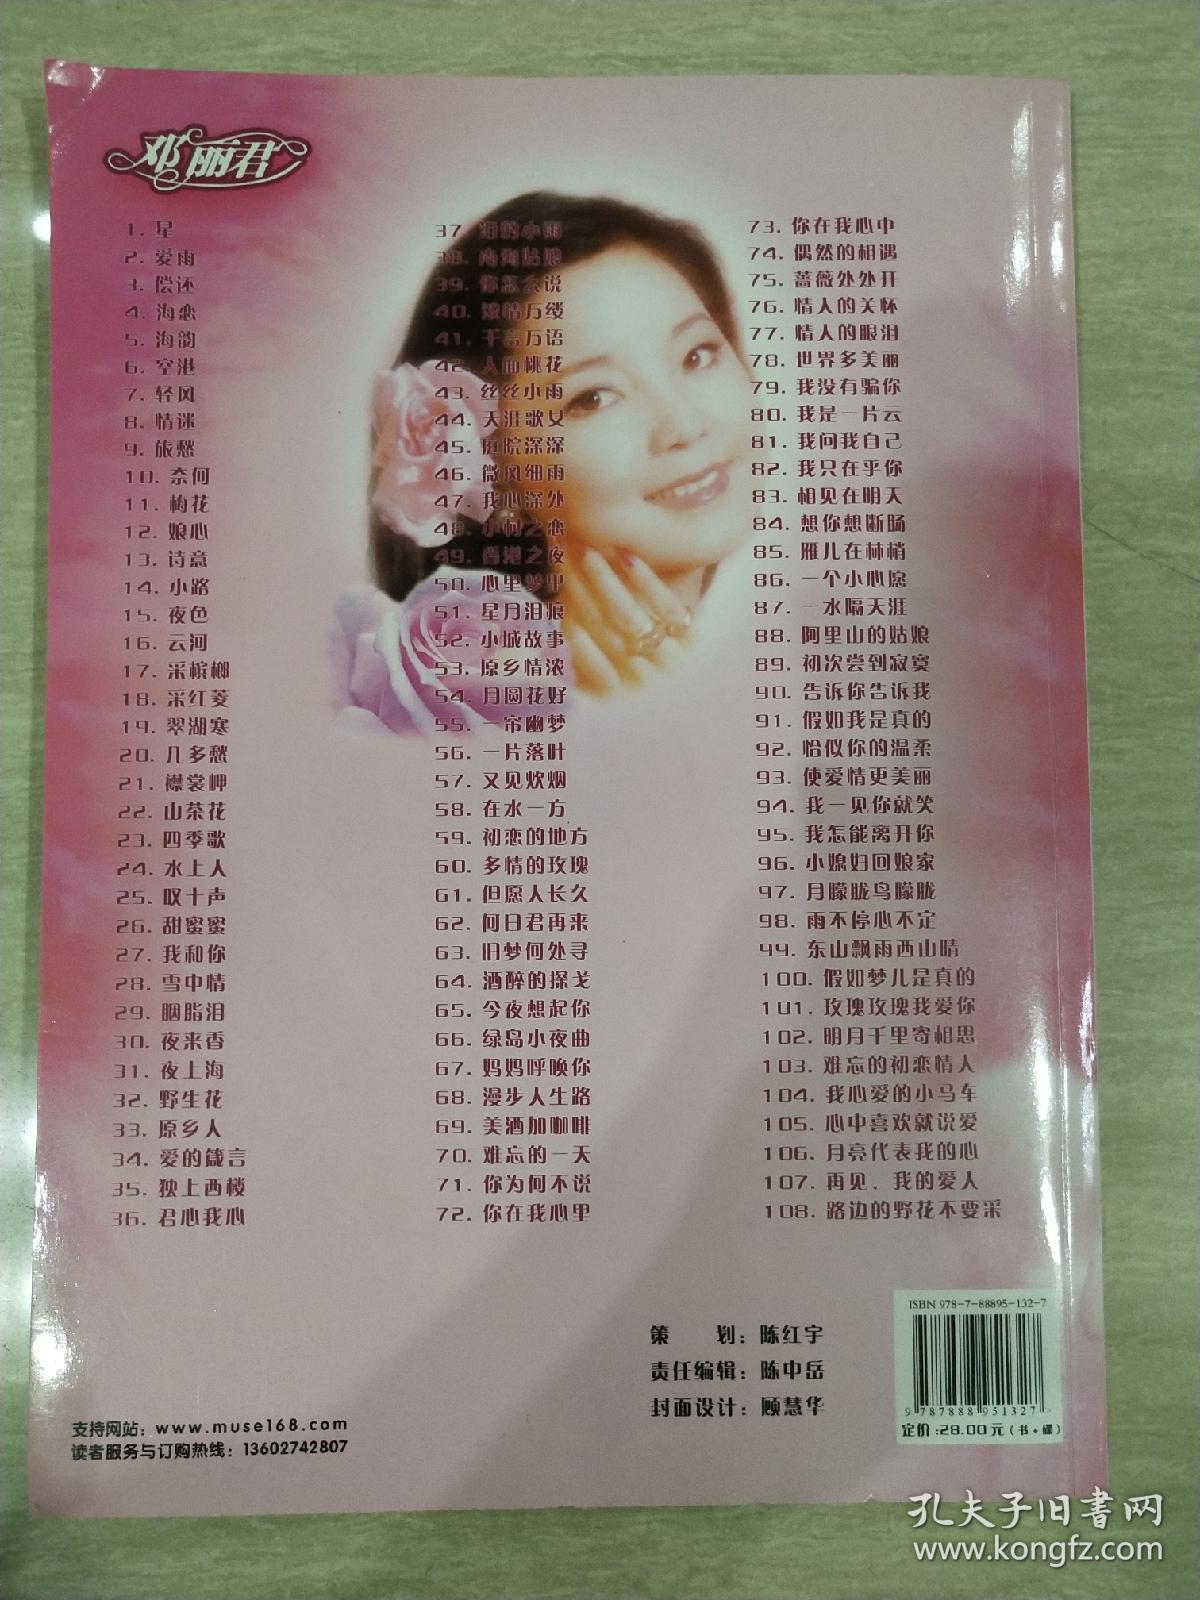 邓丽君
1. 星
2. 爱雨
3. 偿还
4. 海恋
5. 海韵
6. 空港
7. 轻风
8. 情迷
9. 旅愁
10. 奈何
11. 梅花
12. 娘心
13. 诗意
14. 小路
15. 夜色
16. 云河
17. 采槟榔
18. 采红菱
19. 翠湖寒
20. 几多愁
21. 襟裳岬
22. 山茶花
23. 四季歌
24. 水上人
25. 叹十声
26. 甜蜜蜜
27. 我和你
28. 雪中情
29. 胭脂泪
30. 夜来香
31. 夜上海
32. 野生花
33. 原乡人
34. 爱的箴言
35. 独上西楼
36. 君心我心
37. 泪的小雨
38. 南海姑娘
39. 你怎么说
40. 浓情万缕
41. 千言万语
42. 人面桃花
43. 丝丝小雨
44. 天涯歌女
45. 庭院深深
46. 微风细雨
47. 我心深处
48. 小村之恋
49. 香港之夜
50. 心里梦里
51. 星月泪痕
52. 小城故事
53. 原乡情浓
54. 月圆花好
55. 一帘幽梦
56. 一片落叶
57. 又见炊烟
58. 在水一方
59. 初恋的地方
60. 多情的玫瑰
61. 但愿人长久
62. 何日君再来
63. 旧梦何处寻
64. 酒醉的探戈
65. 今夜想起你
66. 绿岛小夜曲
67. 妈妈呼唤你
68. 漫步人生路
69. 美酒加咖啡
70. 难忘的一天
71. 你为何不说
72. 你在我心里
73. 你在我心中
74. 偶然的相遇
75. 蔷薇处处开
76. 情人的关怀
77. 情人的眼泪
78. 世界多美丽
79. 我没有骗你
80. 我是一片云
81. 我问我自己
82. 我只在乎你
83. 相见在明天
84. 想你想断肠
85. 雁儿在林梢
86. 一个小心愿
87. 一水隔天涯
88. 阿里山的姑娘
89. 初次尝到寂寞
90. 告诉你告诉我
91. 假如我是真的
92. 恰似你的温柔
93. 使爱情更美丽
94. 我一见你就笑
95. 我怎能离开你
96. 小媳妇回娘家
97. 月朦胧鸟朦胧
98. 雨不停心不定
99. 东山飘雨西山晴
100. 假如梦儿是真的
101. 玫瑰玫瑰我爱你
102. 明月千里寄相思
103. 难忘的初恋情人
104. 我心爱的小马车
105. 心中喜欢就说爱
106. 月亮代表我的心
107. 再见，我的爱人
108. 路边的野花不要采
策 划：陈红宇
责任编辑：陈中岳
封面设计：顾慧华
支持网站：www.muse168.com
读者服务与订购热线：13602742807
ISBN 978-7-88895-132-7
9 787888 951327
定价:28.00元(书+碟)
孔夫子旧书网
www.kongfz.com